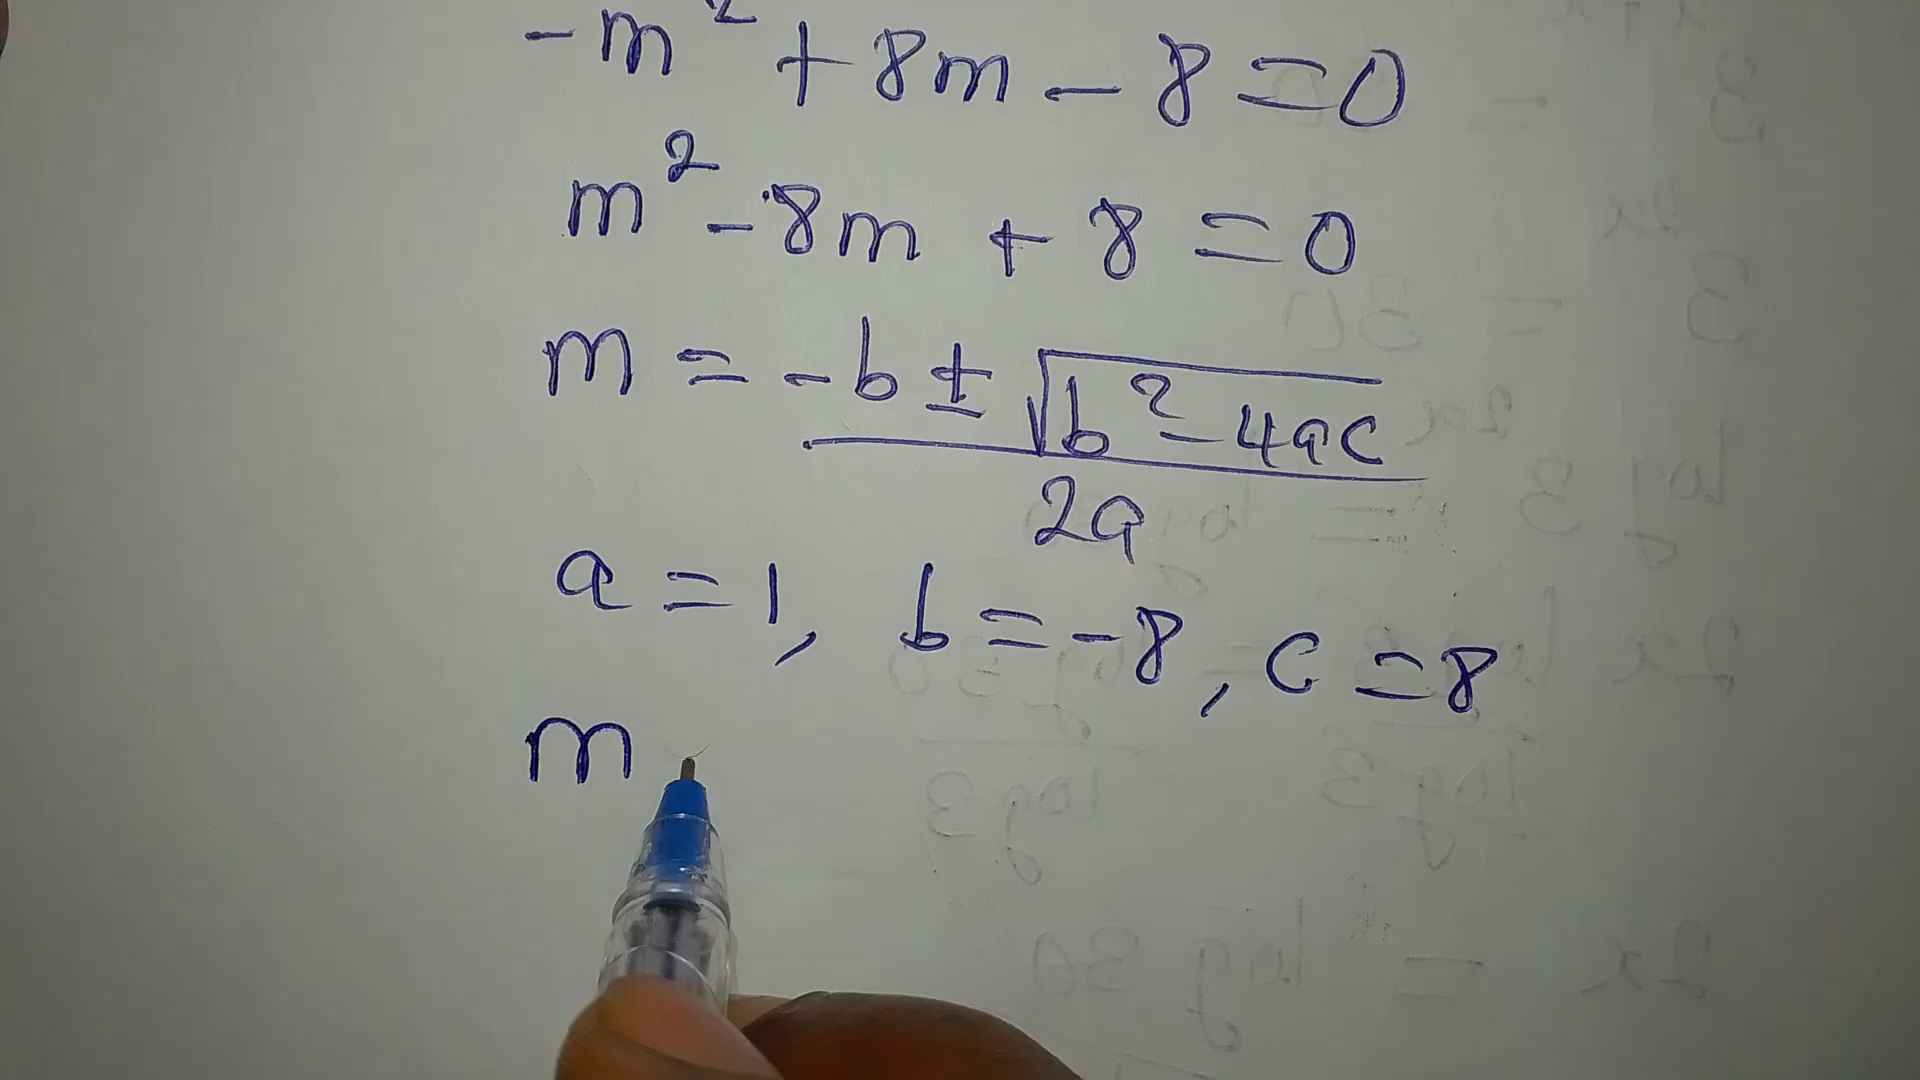 -m² + 8m - 8 = 0
m² - 8m + 8 = 0
m = -b ± √b² - 4ac
2a
a = 1, b = -8, c = 8
m